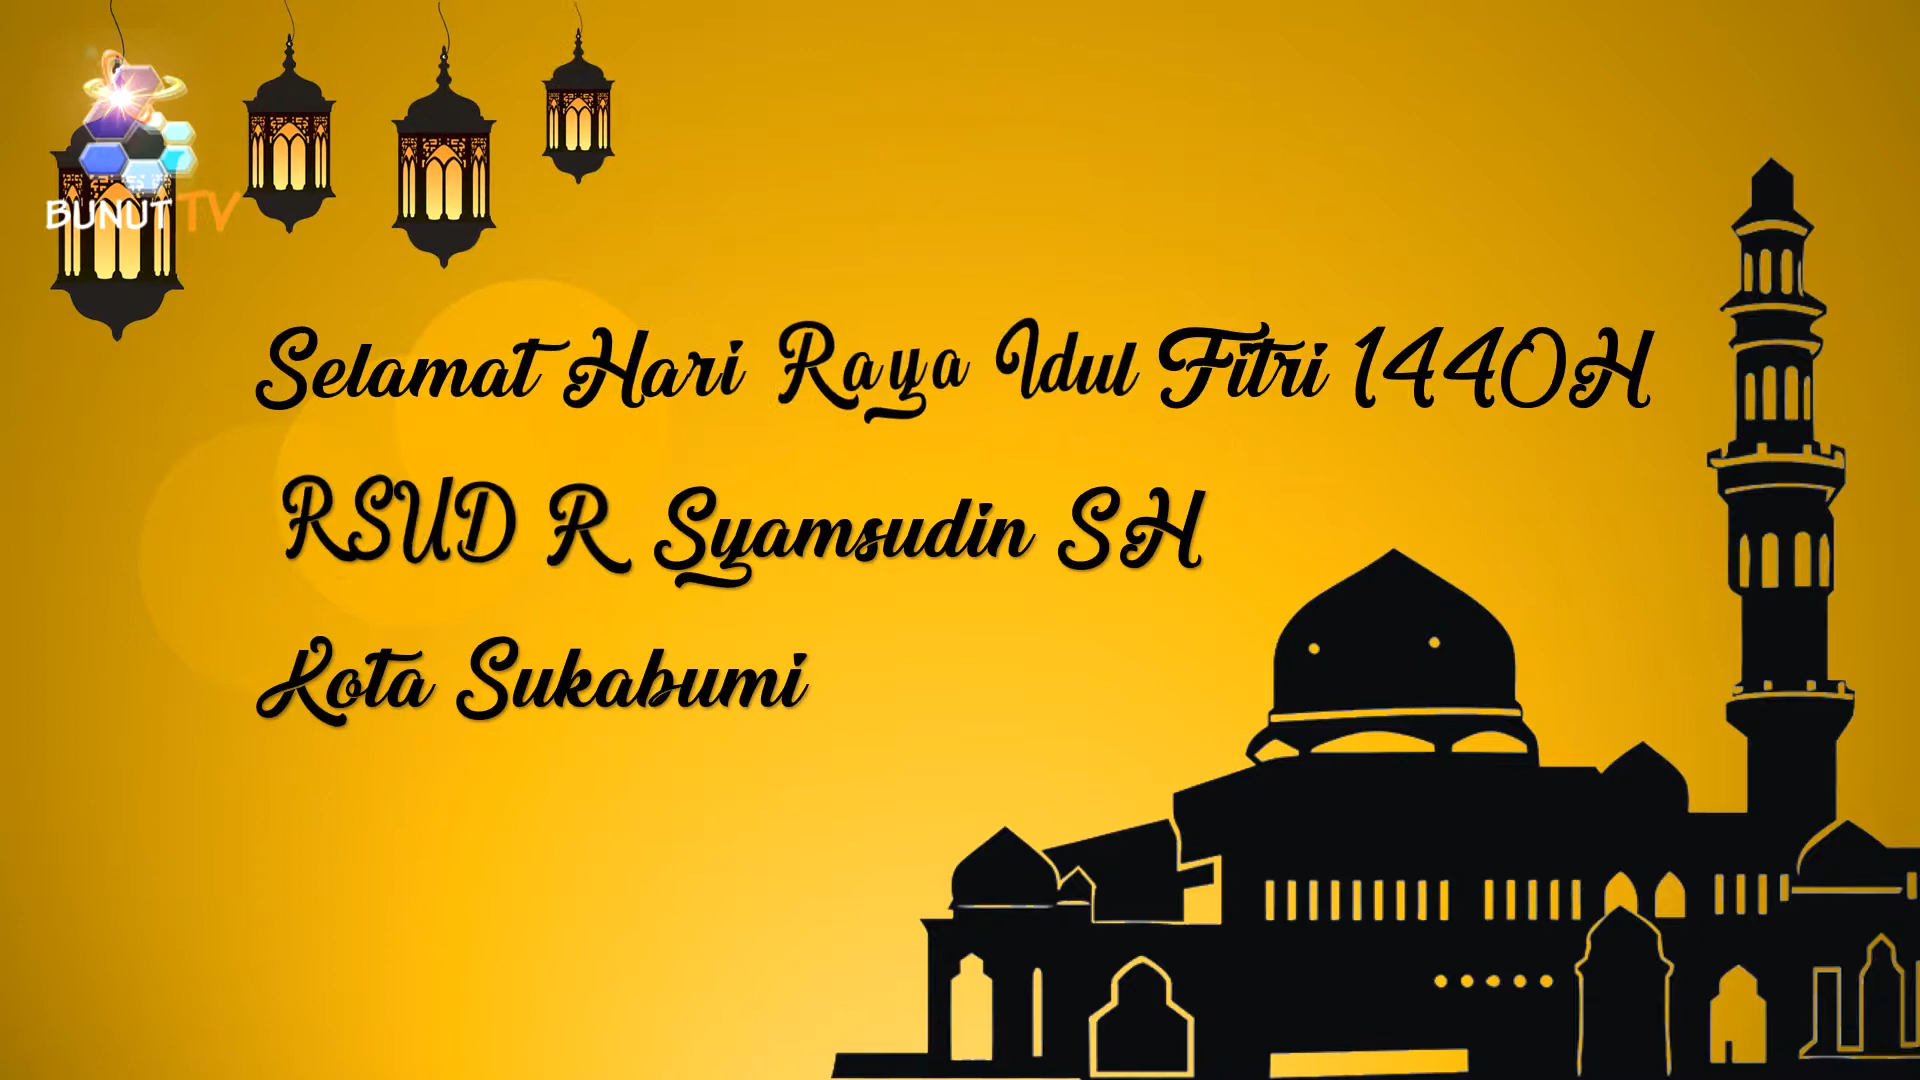 BUNUT TV
Selamat Hari Raya Idul Fitri 1440H
RSUD R Syamsudin SH
Kota Sukabumi